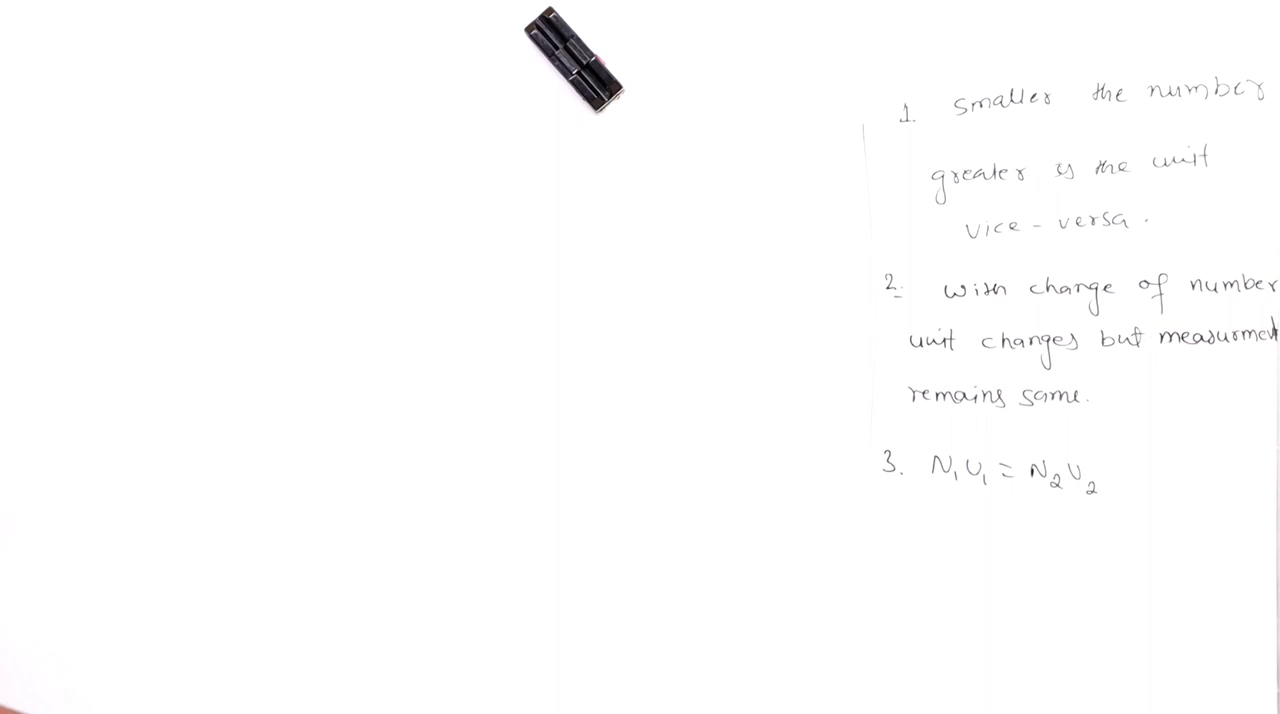 1. smaller the number
greater is the unit
vice-versa.
2. with change of number
unit changes but measurment
remains same.
3. N₁U₁ = N₂U₂